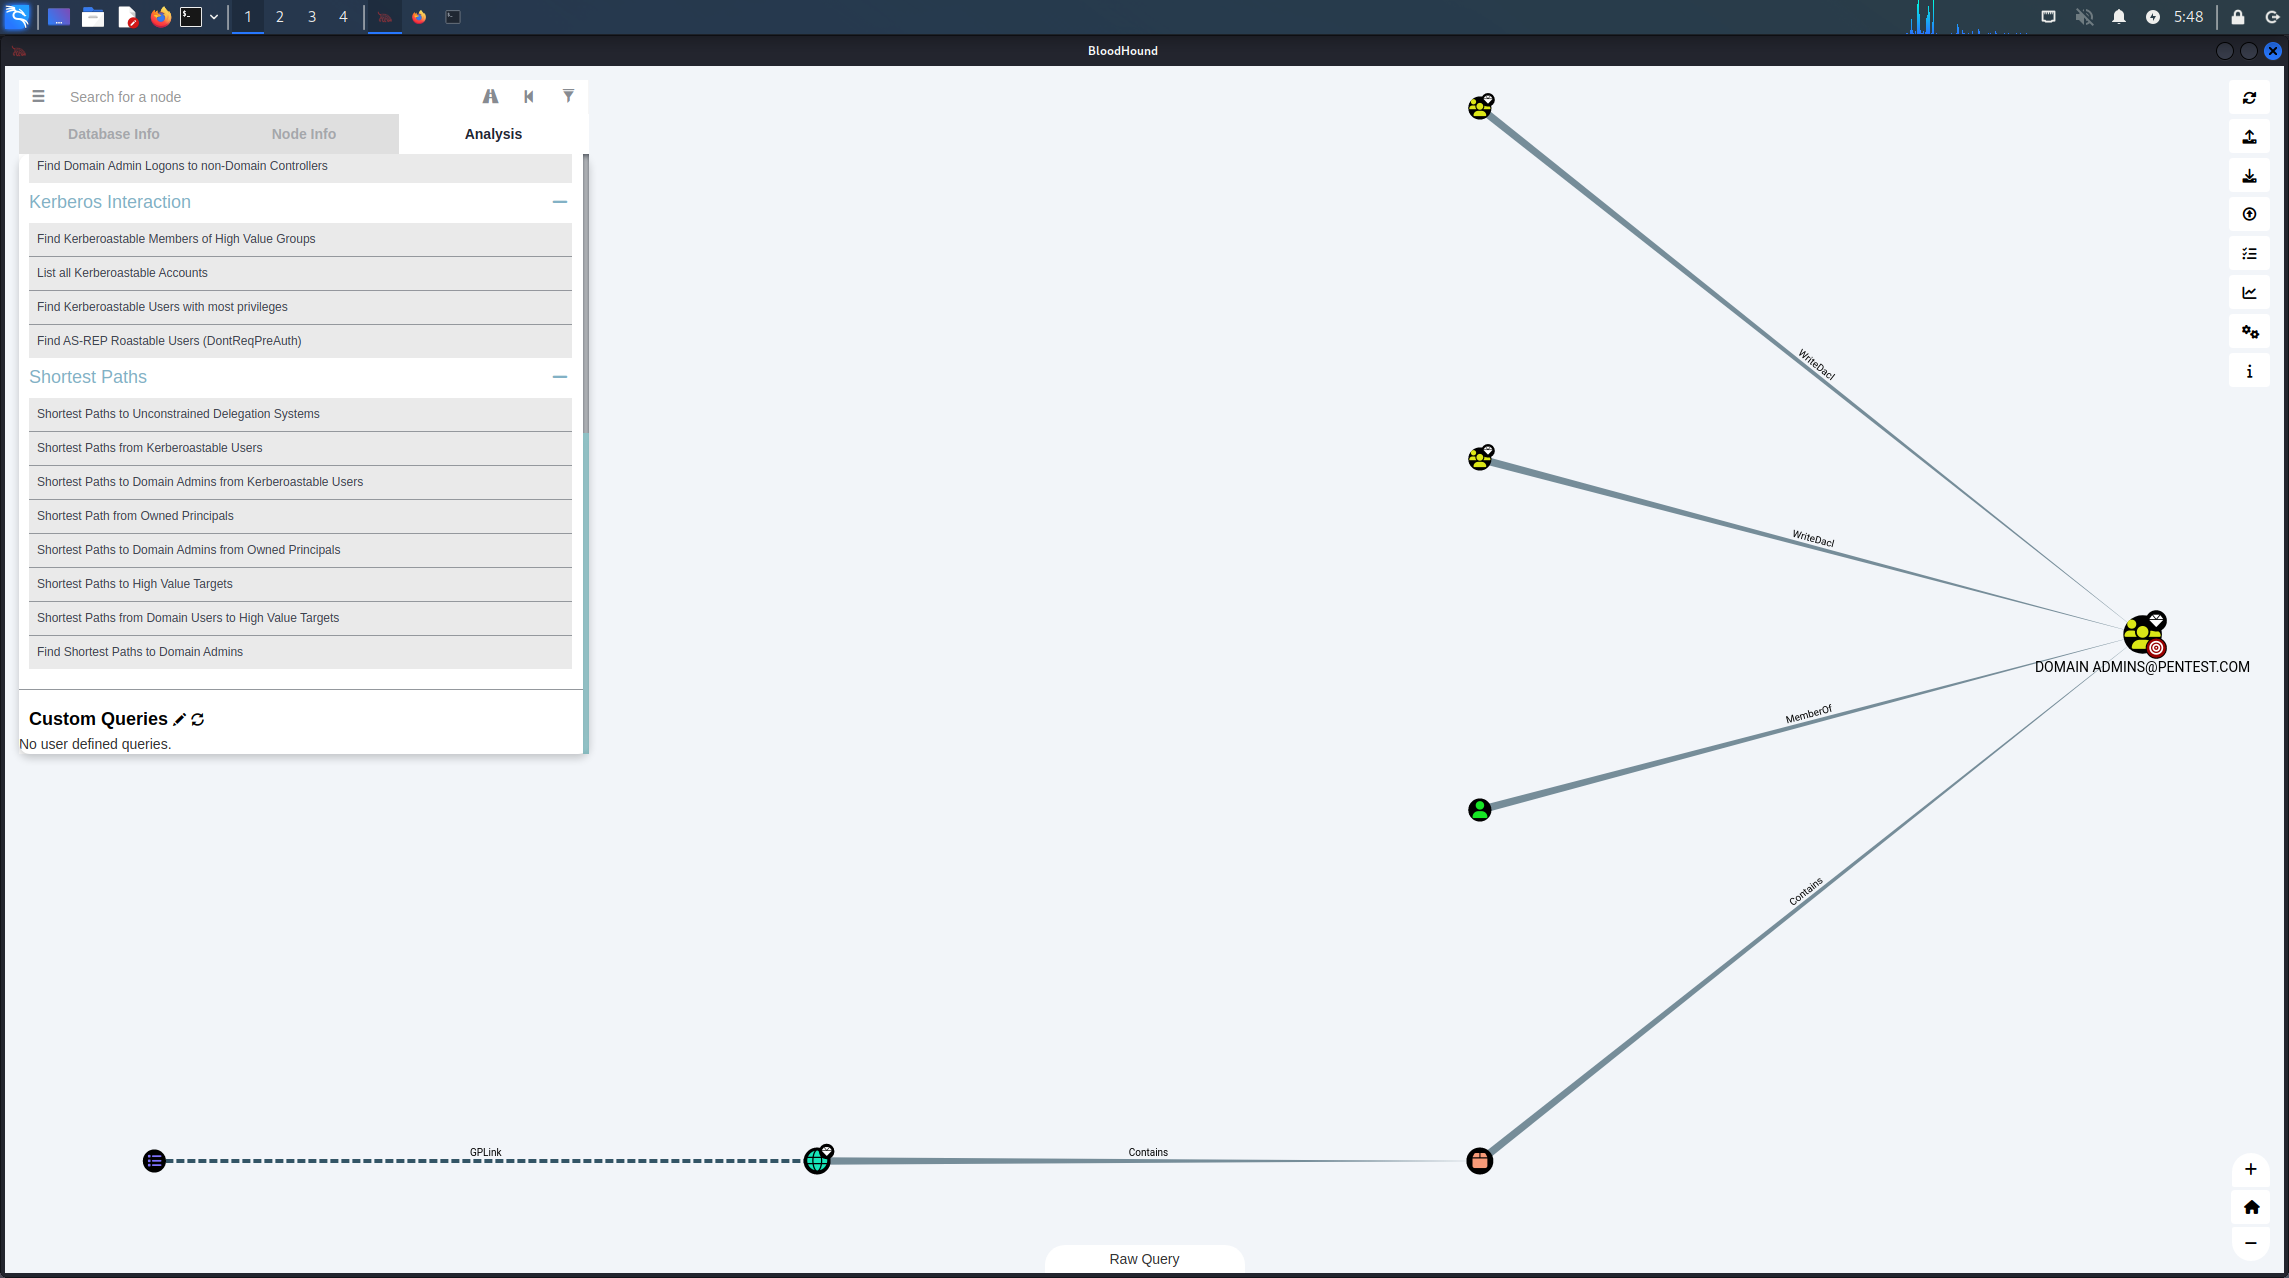 1 2 3 4
5:48
BloodHound
Search for a node
Database Info
Node Info
Analysis
Find Domain Admin Logons to non-Domain Controllers
Kerberos Interaction
Find Kerberoastable Members of High Value Groups
List all Kerberoastable Accounts
Find Kerberoastable Users with most privileges
Find AS-REP Roastable Users (DontReqPreAuth)
Shortest Paths
Shortest Paths to Unconstrained Delegation Systems
Shortest Paths from Kerberoastable Users
Shortest Paths to Domain Admins from Kerberoastable Users
Shortest Path from Owned Principals
Shortest Paths to Domain Admins from Owned Principals
Shortest Paths to High Value Targets
Shortest Paths from Domain Users to High Value Targets
Find Shortest Paths to Domain Admins
Custom Queries
No user defined queries.
WriteDacl
WriteDacl
DOMAIN ADMINS@PENTEST.COM
MemberOf
Contains
GPLink
Contains
Raw Query